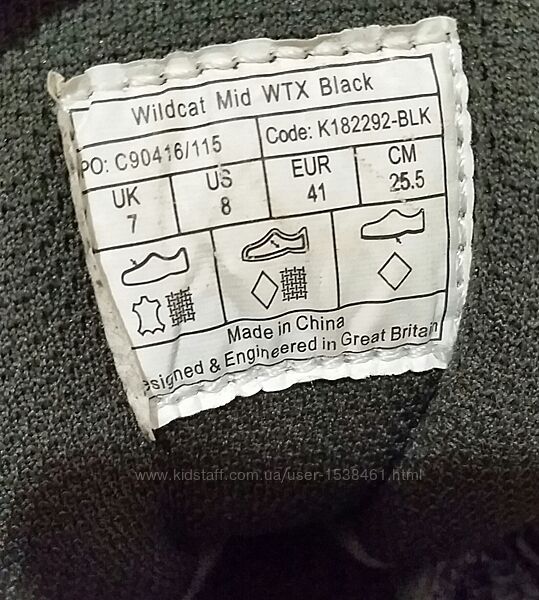 Wildcat Mid WTX Black
PO: C90416/115 Code: K182292-BLK
UK US EUR CM
7 8 41 25.5
Made in China
esigned & Engineered in Great Britain
www.kidstaff.com.ua/user-1538461.html